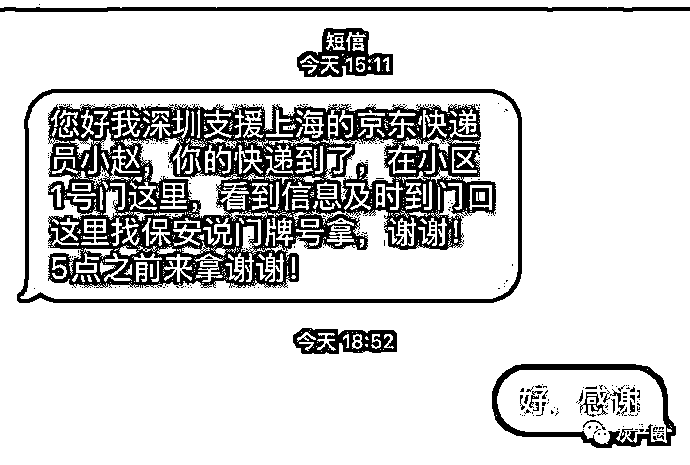 短信
今天 15:11
您好我深圳支援上海的京东快递
员小赵，你的快递到了，在小区
1号门这里，看到信息及时到门口
这里找保安说门牌号拿，谢谢！
5点之前来拿谢谢！
今天 18:52
好，感谢
灰产圈